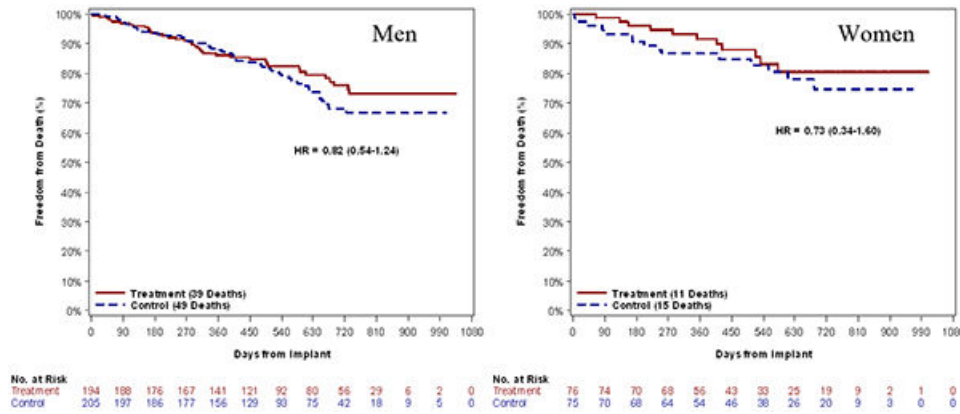 Men
Freedom from Death (%)
100%
90%
80%
70%
60%
50%
40%
30%
20%
10%
0%
HR = 0.82 (0.54-1.24)
Treatment (39 Deaths)
Control (49 Deaths)
0 90 180 270 360 450 540 630 720 810 900 990 1080
Days from Implant
No. at Risk
Treatment 194 188 176 167 141 121 92 80 56 29 6 2 0
Control 205 197 186 177 156 129 93 75 42 18 9 5 0
Women
Freedom from Death (%)
100%
90%
80%
70%
60%
50%
40%
30%
20%
10%
0%
HR = 0.73 (0.34-1.60)
Treatment (11 Deaths)
Control (15 Deaths)
0 90 180 270 360 450 540 630 720 810 900 990 1080
Days from Implant
No. at Risk
Treatment 76 74 70 68 56 43 33 25 19 9 2 1 0
Control 75 70 68 64 54 46 38 26 20 9 3 0 0